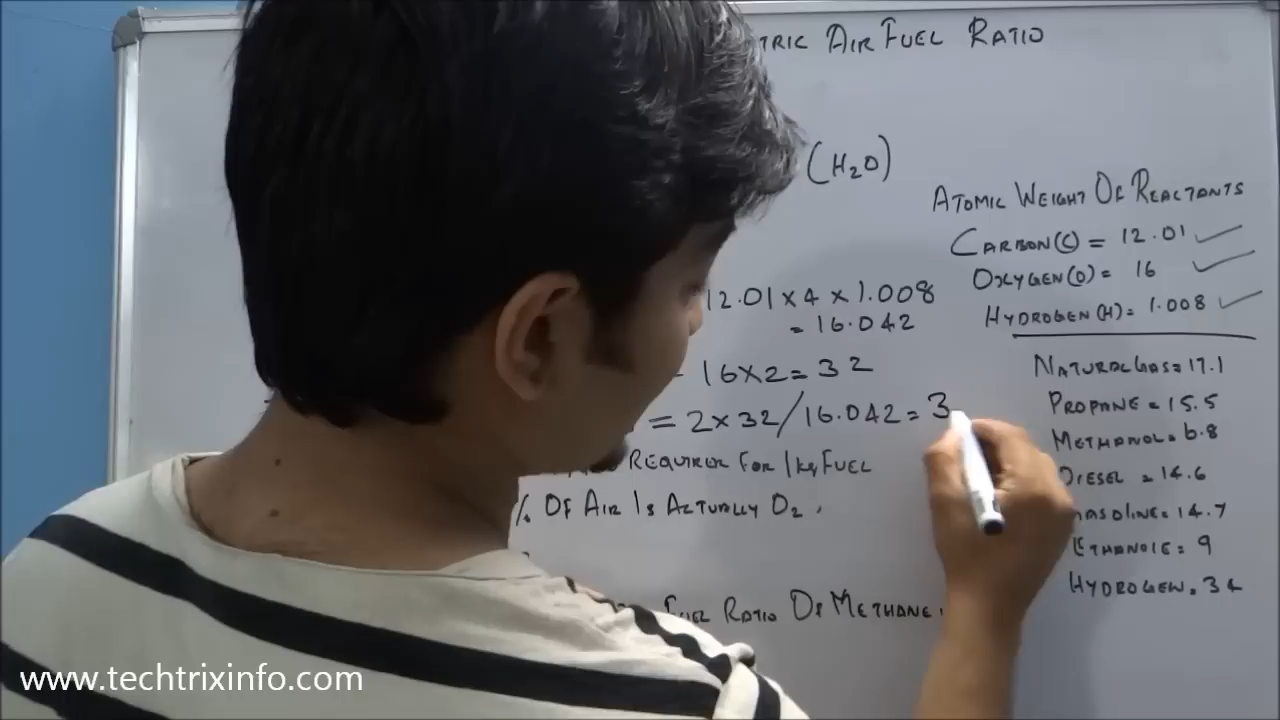 AIR FUEL RATIO
(H2O)
ATOMIC WEIGHT OF REACTANTS
CARBON(C) = 12.01
OXYGEN(O) = 16
HYDROGEN(H) = 1.008
12.01 x 4 x 1.008
= 16.042
16 x 2 = 32
= 2 x 32 / 16.042 = 3
REQUIRED FOR 1kg FUEL
% OF AIR IS ACTUALLY O2.
FUEL RATIO OF METHANE.
NATURAL GAS = 17.1
PROPANE = 15.5
METHANOL = 6.8
DIESEL = 14.6
GASOLINE = 14.7
= 9
HYDROGEN = 34
www.techtrixinfo.com